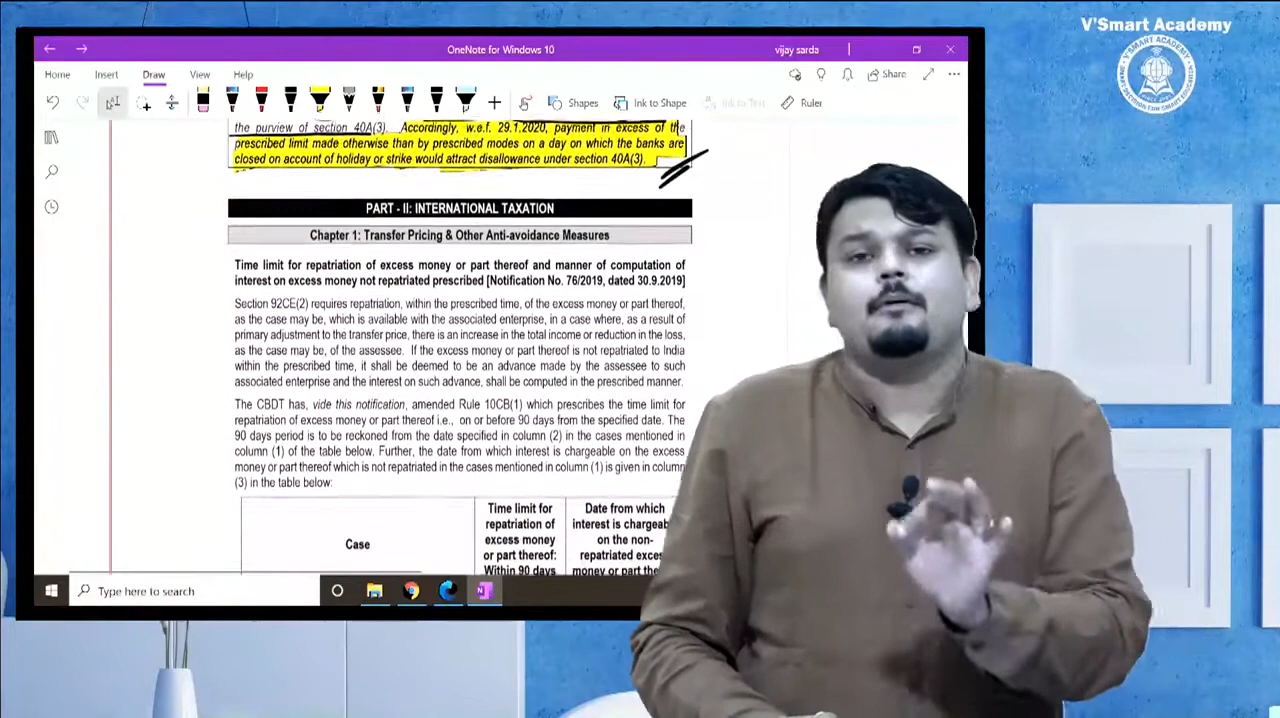 V'Smart Academy
OneNote for Windows 10
vijay sarda
Home Insert Draw View Help
Share
Shapes Ink to Shape Ink to Text Ruler
the purview of section 40A(3). Accordingly, w.e.f. 29.1.2020, payment in excess of the
prescribed limit made otherwise than by prescribed modes on a day on which the banks are
closed on account of holiday or strike would attract disallowance under section 40A(3).
PART - II: INTERNATIONAL TAXATION
Chapter 1: Transfer Pricing & Other Anti-avoidance Measures
Time limit for repatriation of excess money or part thereof and manner of computation of
interest on excess money not repatriated prescribed [Notification No. 76/2019, dated 30.9.2019]
Section 92CE(2) requires repatriation, within the prescribed time, of the excess money or part thereof,
as the case may be, which is available with the associated enterprise, in a case where, as a result of
primary adjustment to the transfer price, there is an increase in the total income or reduction in the loss,
as the case may be, of the assessee. If the excess money or part thereof is not repatriated to India
within the prescribed time, it shall be deemed to be an advance made by the assessee to such
associated enterprise and the interest on such advance, shall be computed in the prescribed manner.
The CBDT has, vide this notification, amended Rule 10CB(1) which prescribes the time limit for
repatriation of excess money or part thereof i.e., on or before 90 days from the specified date. The
90 days period is to be reckoned from the date specified in column (2) in the cases mentioned in
column (1) of the table below. Further, the date from which interest is chargeable on the excess
money or part thereof which is not repatriated in the cases mentioned in column (1) is given in column
(3) in the table below:
Case
Time limit for
repatriation of
excess money
or part thereof:
Within 90 days
Date from which
interest is chargeab
on the non-
repatriated exce
money or part th
Type here to search